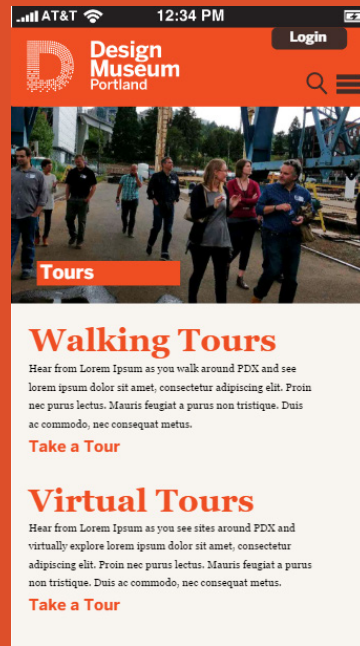 AT&T 12:34 PM
Login
Design
Museum
Portland
Tours
Walking Tours
Hear from Lorem Ipsum as you walk around PDX and see
lorem ipsum dolor sit amet, consectetur adipiscing elit. Proin
nec purus lectus. Mauris feugiat a purus non tristique. Duis
ac commodo, nec consequat metus.
Take a Tour
Virtual Tours
Hear from Lorem Ipsum as you see sites around PDX and
virtually explore lorem ipsum dolor sit amet, consectetur
adipiscing elit. Proin nec purus lectus. Mauris feugiat a purus
non tristique. Duis ac commodo, nec consequat metus.
Take a Tour